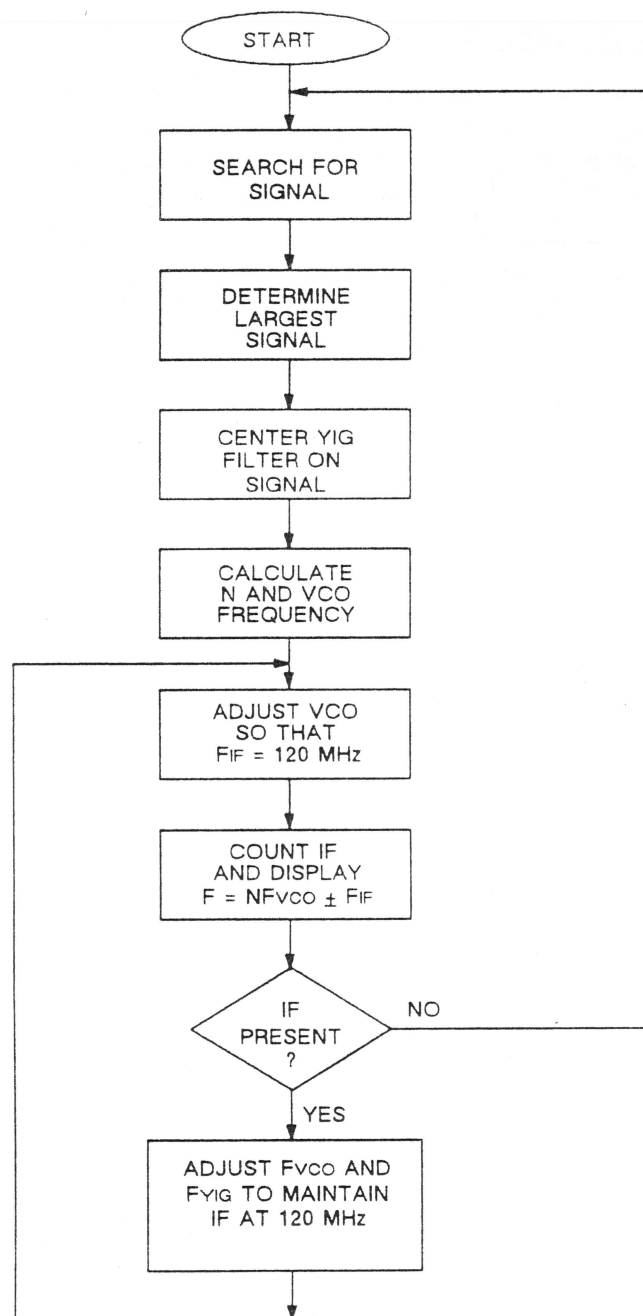 START
SEARCH FOR
SIGNAL
DETERMINE
LARGEST
SIGNAL
CENTER YIG
FILTER ON
SIGNAL
CALCULATE
N AND VCO
FREQUENCY
ADJUST VCO
SO THAT
FIF = 120 MHz
COUNT IF
AND DISPLAY
F = NFVCO ± FIF
IF
PRESENT
?
NO
YES
ADJUST FVCO AND
FYIG TO MAINTAIN
IF AT 120 MHz